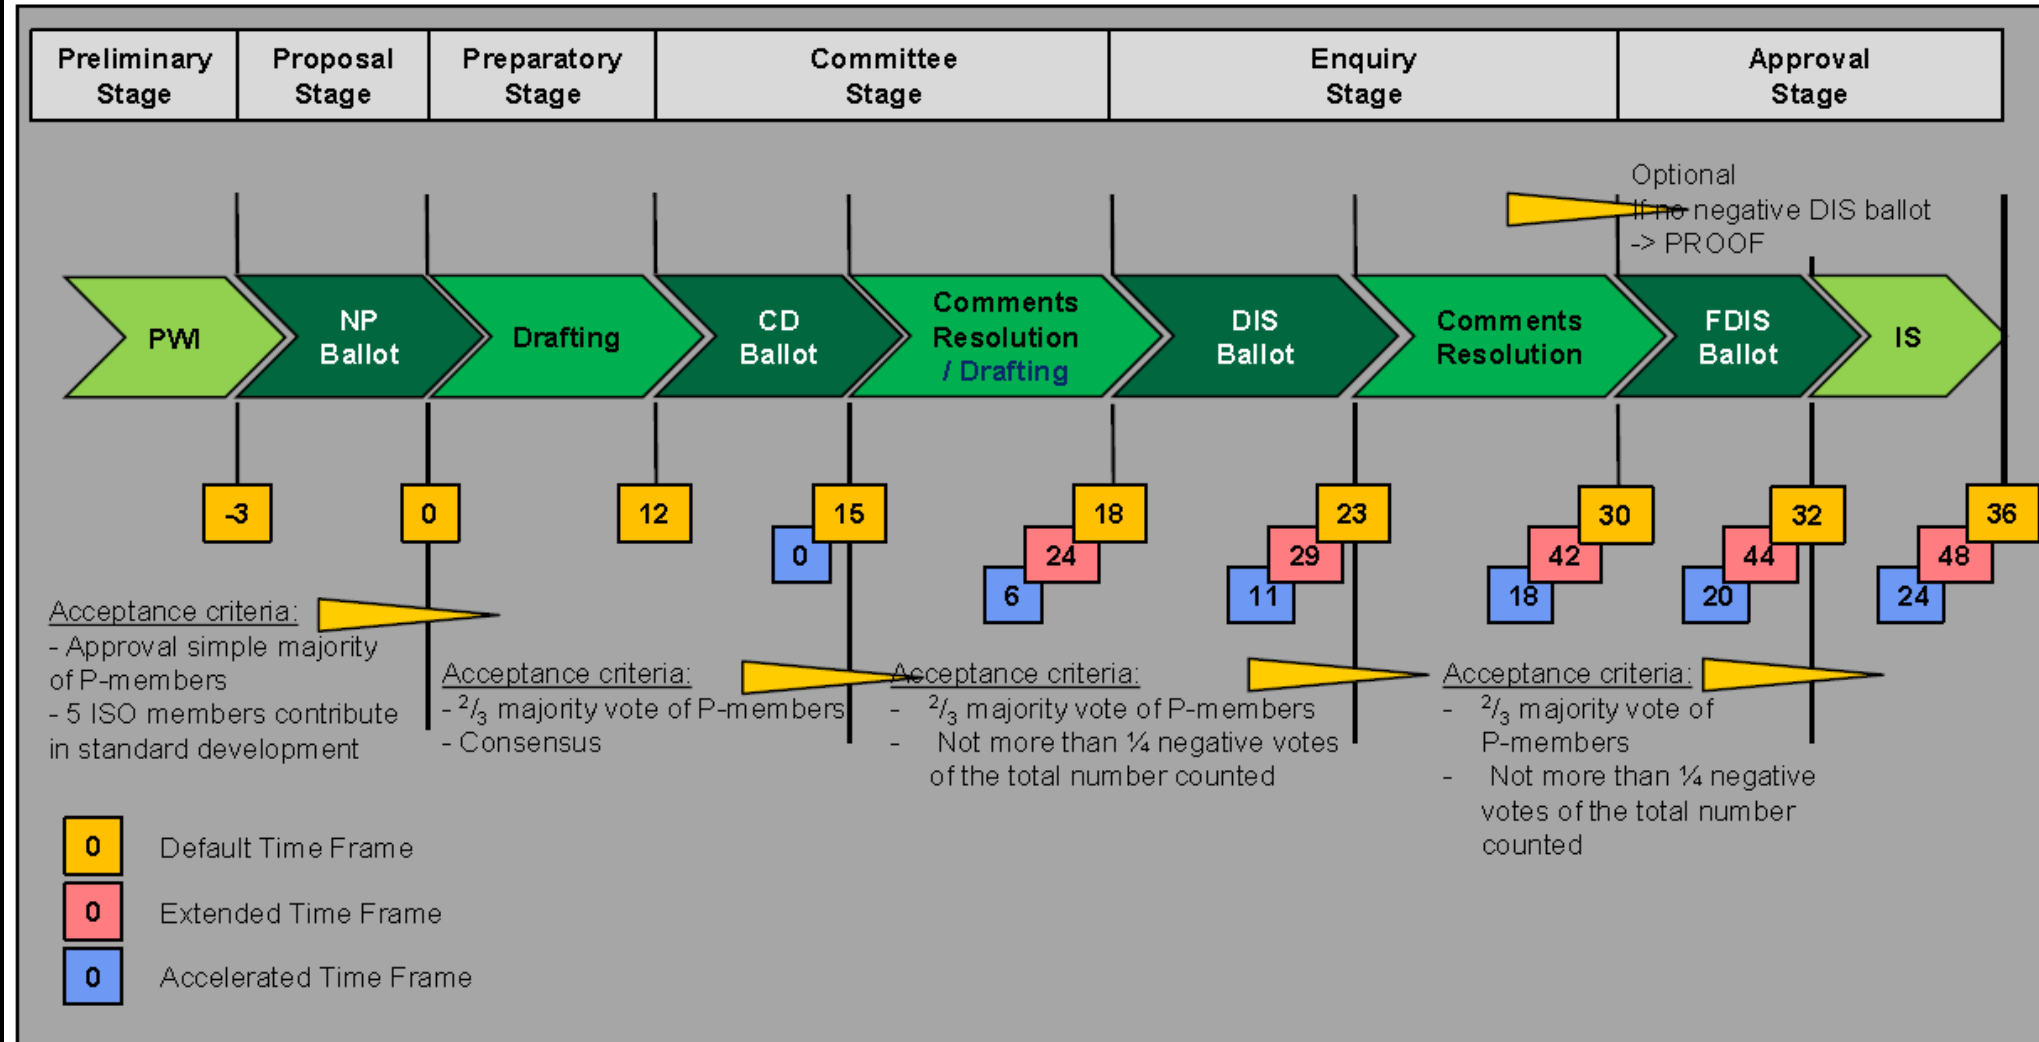 Preliminary
Stage
Proposal
Stage
Preparatory
Stage
Committee
Stage
Enquiry
Stage
Approval
Stage
Optional
If no negative DIS ballot
-> PROOF
PWI
NP
Ballot
Drafting
CD
Ballot
Comments
Resolution
/ Drafting
DIS
Ballot
Comments
Resolution
FDIS
Ballot
IS
-3
0
12
15
0
18
24
6
23
29
11
30
42
18
32
44
20
36
48
24
Acceptance criteria:
- Approval simple majority
of P-members
- 5 ISO members contribute
in standard development
Acceptance criteria:
- ²/₃ majority vote of P-members
- Consensus
Acceptance criteria:
- ²/₃ majority vote of P-members
- Not more than ¼ negative votes
of the total number counted
Acceptance criteria:
- ²/₃ majority vote of
P-members
- Not more than ¼ negative
votes of the total number
counted
0 Default Time Frame
0 Extended Time Frame
0 Accelerated Time Frame